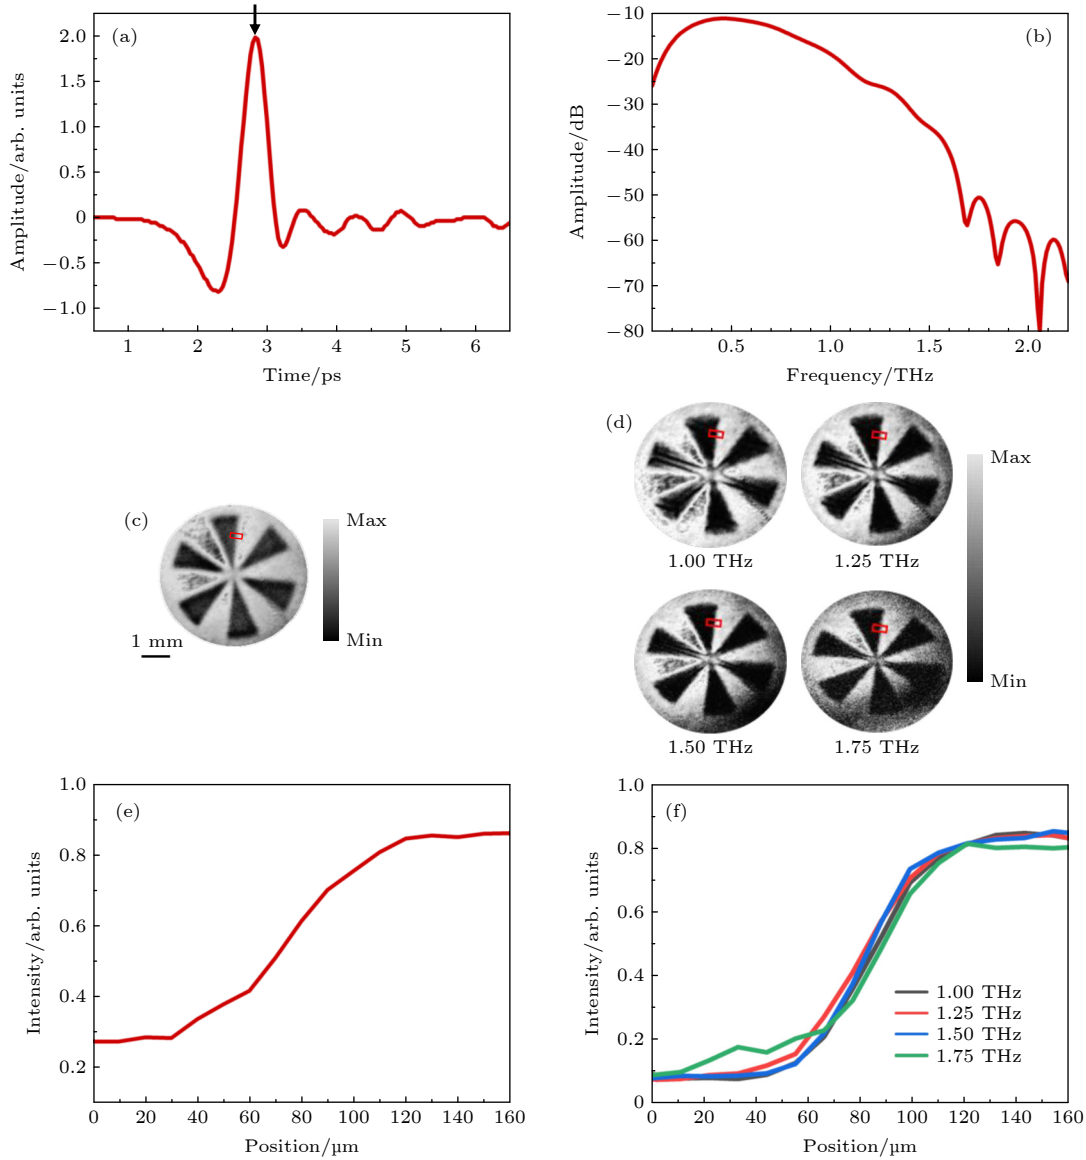 (a)
2.0
1.5
1.0
0.5
0
−0.5
−1.0
Amplitude/arb. units
1 2 3 4 5 6
Time/ps
(b)
−10
−20
−30
−40
−50
−60
−70
−80
Amplitude/dB
0.5 1.0 1.5 2.0
Frequency/THz
(c)
Max
Min
1 mm
(d)
Max
Min
1.00 THz
1.25 THz
1.50 THz
1.75 THz
(e)
1.0
0.8
0.6
0.4
0.2
Intensity/arb. units
0 20 40 60 80 100 120 140 160
Position/µm
(f)
1.0
0.8
0.6
0.4
0.2
0
Intensity/arb. units
1.00 THz
1.25 THz
1.50 THz
1.75 THz
0 20 40 60 80 100 120 140 160
Position/µm